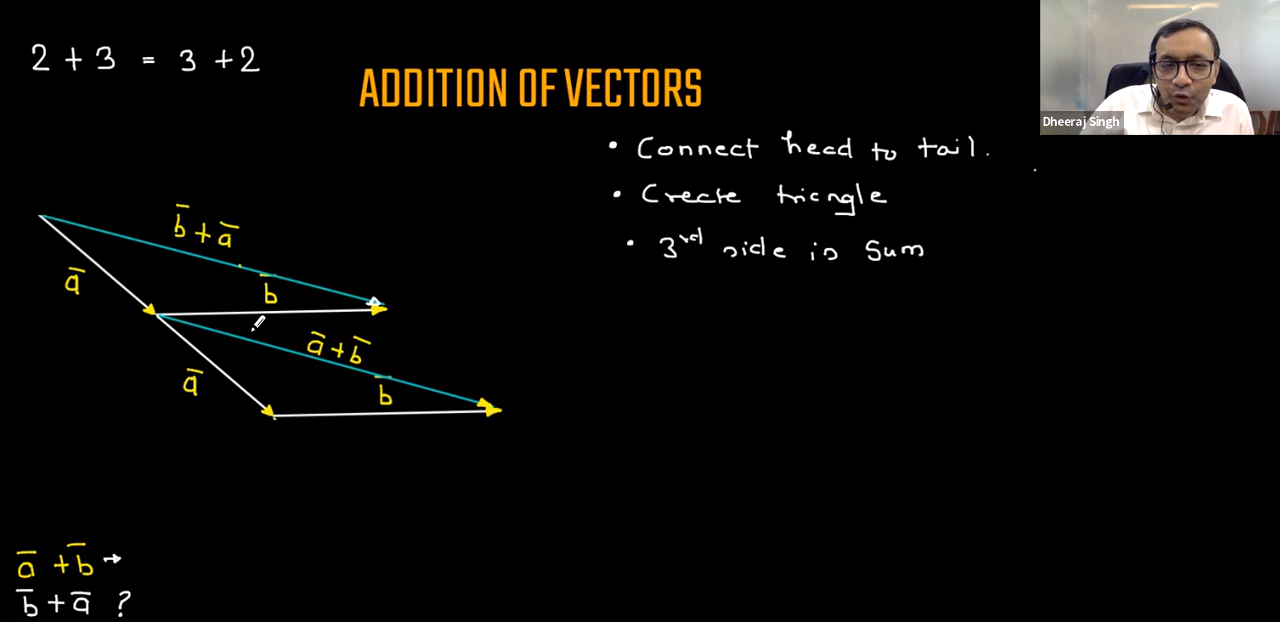 2 + 3 = 3 + 2
ADDITION OF VECTORS
Dheeraj Singh
• Connect head to tail.
• Create triangle
• 3rd side is Sum
b̅ + a̅
a̅
b̅
a̅ + b̅
a̅
b̅
a̅ + b̅ →
b̅ + a̅ ?